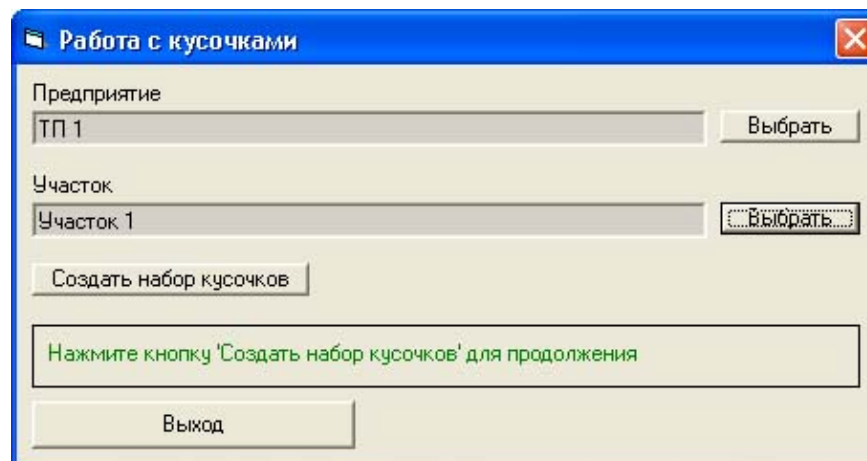 Работа с кусочками
Предприятие
ТП 1
Выбрать
Участок
Участок 1
Выбрать
Создать набор кусочков
Нажмите кнопку 'Создать набор кусочков' для продолжения
Выход